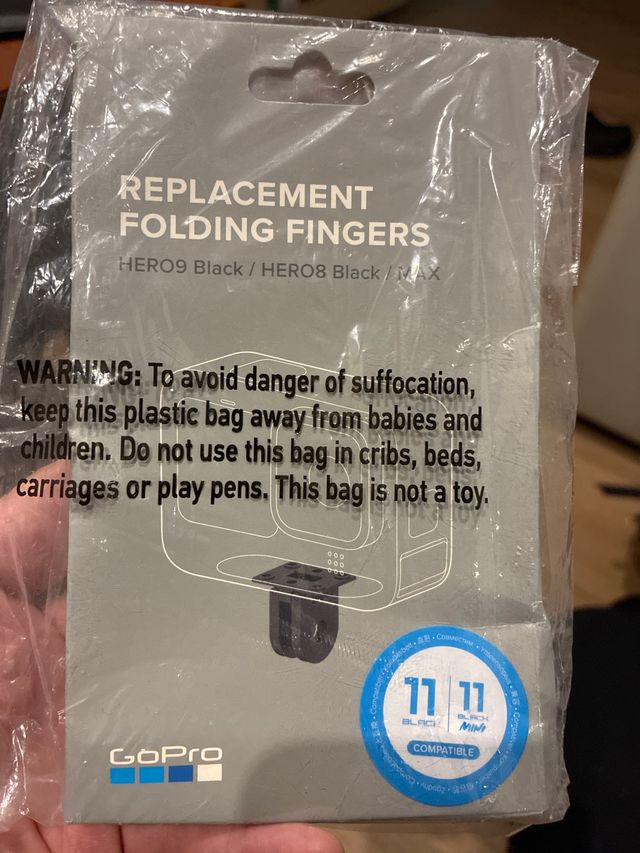 REPLACEMENT
FOLDING FINGERS
HERO9 Black / HERO8 Black / MAX
WARNING: To avoid danger of suffocation,
keep this plastic bag away from babies and
children. Do not use this bag in cribs, beds,
carriages or play pens. This bag is not a toy.
11 11
BLACK BLACK
MINI
COMPATIBLE
GoPro